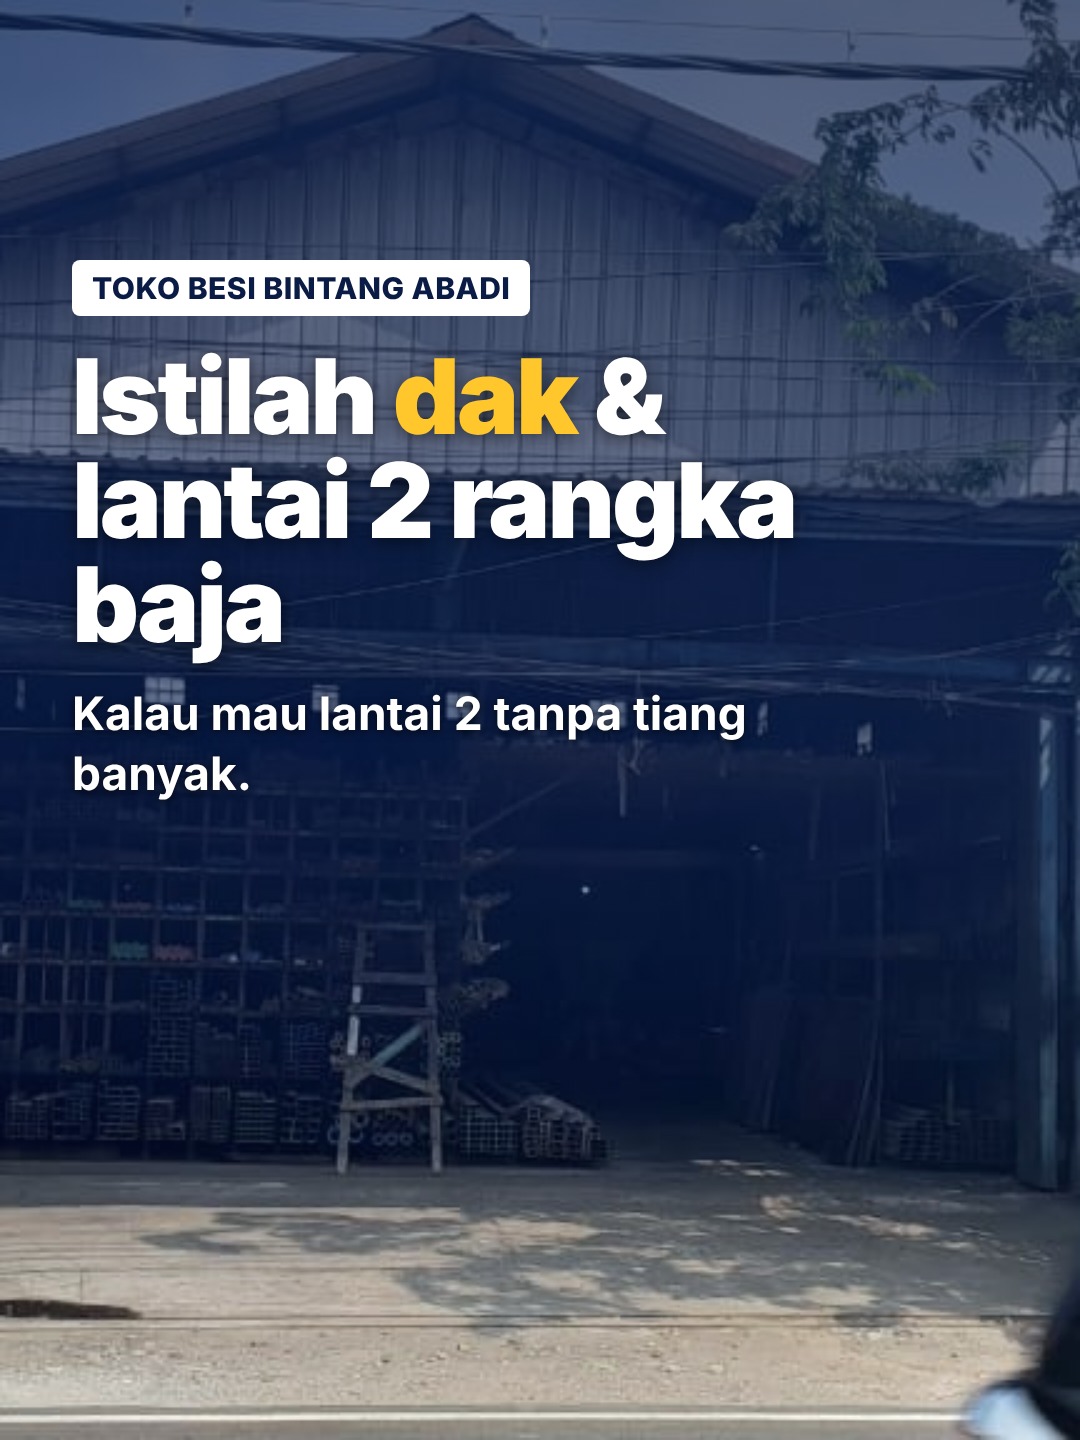 TOKO BESI BINTANG ABADI
Istilah dak &
lantai 2 rangka
baja
Kalau mau lantai 2 tanpa tiang
banyak.